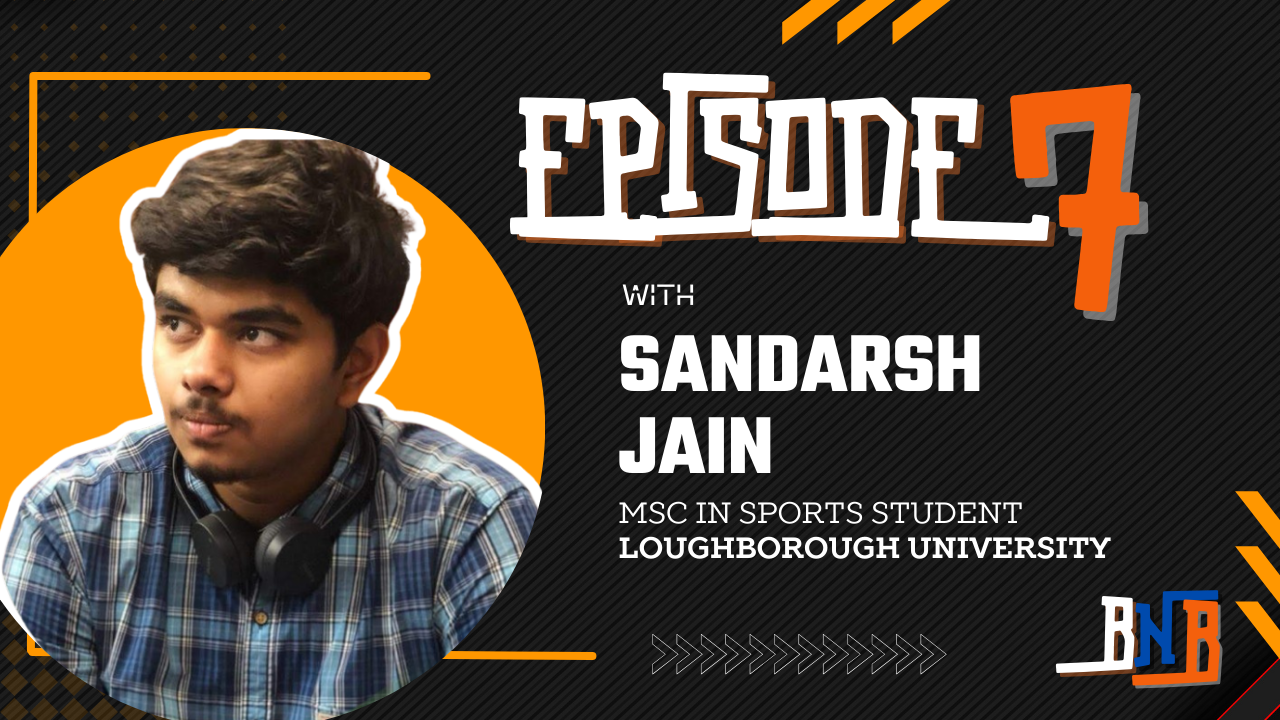 EPISODE 7
WITH
SANDARSH
JAIN
MSC IN SPORTS STUDENT
LOUGHBOROUGH UNIVERSITY
BNB